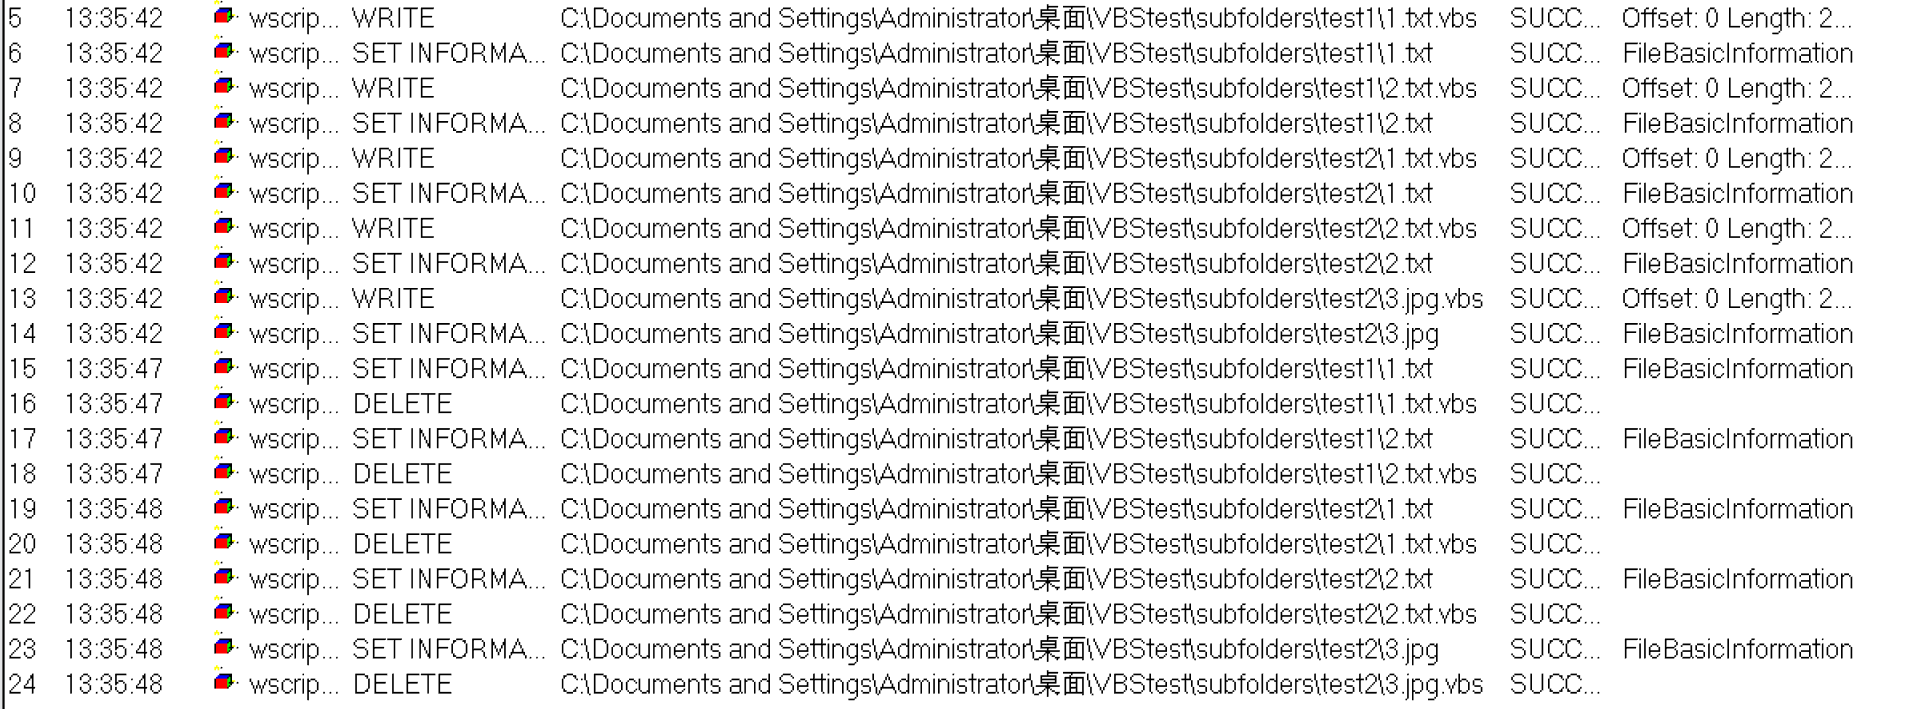 5 13:35:42 wscrip... WRITE C:\Documents and Settings\Administrator\桌面\VBStest\subfolders\test1\1.txt.vbs SUCC... Offset: 0 Length: 2...
6 13:35:42 wscrip... SET INFORMA... C:\Documents and Settings\Administrator\桌面\VBStest\subfolders\test1\1.txt SUCC... FileBasicInformation
7 13:35:42 wscrip... WRITE C:\Documents and Settings\Administrator\桌面\VBStest\subfolders\test1\2.txt.vbs SUCC... Offset: 0 Length: 2...
8 13:35:42 wscrip... SET INFORMA... C:\Documents and Settings\Administrator\桌面\VBStest\subfolders\test1\2.txt SUCC... FileBasicInformation
9 13:35:42 wscrip... WRITE C:\Documents and Settings\Administrator\桌面\VBStest\subfolders\test2\1.txt.vbs SUCC... Offset: 0 Length: 2...
10 13:35:42 wscrip... SET INFORMA... C:\Documents and Settings\Administrator\桌面\VBStest\subfolders\test2\1.txt SUCC... FileBasicInformation
11 13:35:42 wscrip... WRITE C:\Documents and Settings\Administrator\桌面\VBStest\subfolders\test2\2.txt.vbs SUCC... Offset: 0 Length: 2...
12 13:35:42 wscrip... SET INFORMA... C:\Documents and Settings\Administrator\桌面\VBStest\subfolders\test2\2.txt SUCC... FileBasicInformation
13 13:35:42 wscrip... WRITE C:\Documents and Settings\Administrator\桌面\VBStest\subfolders\test2\3.jpg.vbs SUCC... Offset: 0 Length: 2...
14 13:35:42 wscrip... SET INFORMA... C:\Documents and Settings\Administrator\桌面\VBStest\subfolders\test2\3.jpg SUCC... FileBasicInformation
15 13:35:47 wscrip... SET INFORMA... C:\Documents and Settings\Administrator\桌面\VBStest\subfolders\test1\1.txt SUCC... FileBasicInformation
16 13:35:47 wscrip... DELETE C:\Documents and Settings\Administrator\桌面\VBStest\subfolders\test1\1.txt.vbs SUCC...
17 13:35:47 wscrip... SET INFORMA... C:\Documents and Settings\Administrator\桌面\VBStest\subfolders\test1\2.txt SUCC... FileBasicInformation
18 13:35:47 wscrip... DELETE C:\Documents and Settings\Administrator\桌面\VBStest\subfolders\test1\2.txt.vbs SUCC...
19 13:35:48 wscrip... SET INFORMA... C:\Documents and Settings\Administrator\桌面\VBStest\subfolders\test2\1.txt SUCC... FileBasicInformation
20 13:35:48 wscrip... DELETE C:\Documents and Settings\Administrator\桌面\VBStest\subfolders\test2\1.txt.vbs SUCC...
21 13:35:48 wscrip... SET INFORMA... C:\Documents and Settings\Administrator\桌面\VBStest\subfolders\test2\2.txt SUCC... FileBasicInformation
22 13:35:48 wscrip... DELETE C:\Documents and Settings\Administrator\桌面\VBStest\subfolders\test2\2.txt.vbs SUCC...
23 13:35:48 wscrip... SET INFORMA... C:\Documents and Settings\Administrator\桌面\VBStest\subfolders\test2\3.jpg SUCC... FileBasicInformation
24 13:35:48 wscrip... DELETE C:\Documents and Settings\Administrator\桌面\VBStest\subfolders\test2\3.jpg.vbs SUCC...